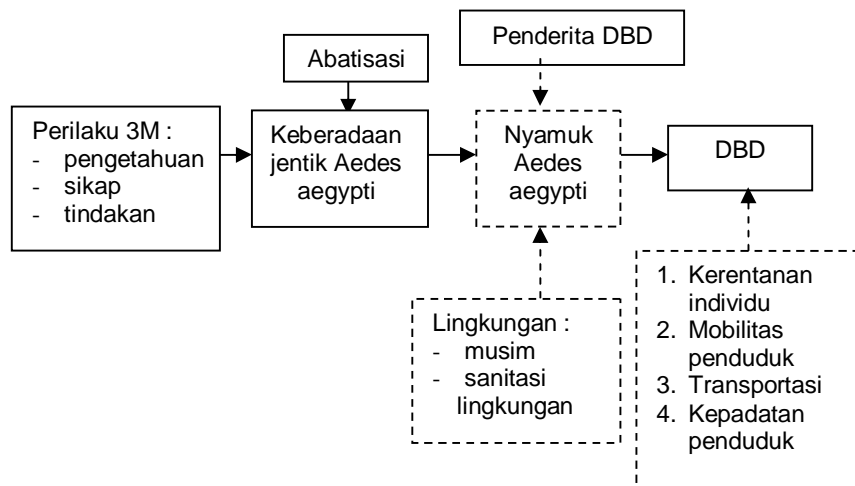 Abatisasi
Penderita DBD
Perilaku 3M :
- pengetahuan
- sikap
- tindakan
Keberadaan
jentik Aedes
aegypti
Nyamuk
Aedes
aegypti
DBD
Lingkungan :
- musim
- sanitasi
lingkungan
1. Kerentanan
individu
2. Mobilitas
penduduk
3. Transportasi
4. Kepadatan
penduduk